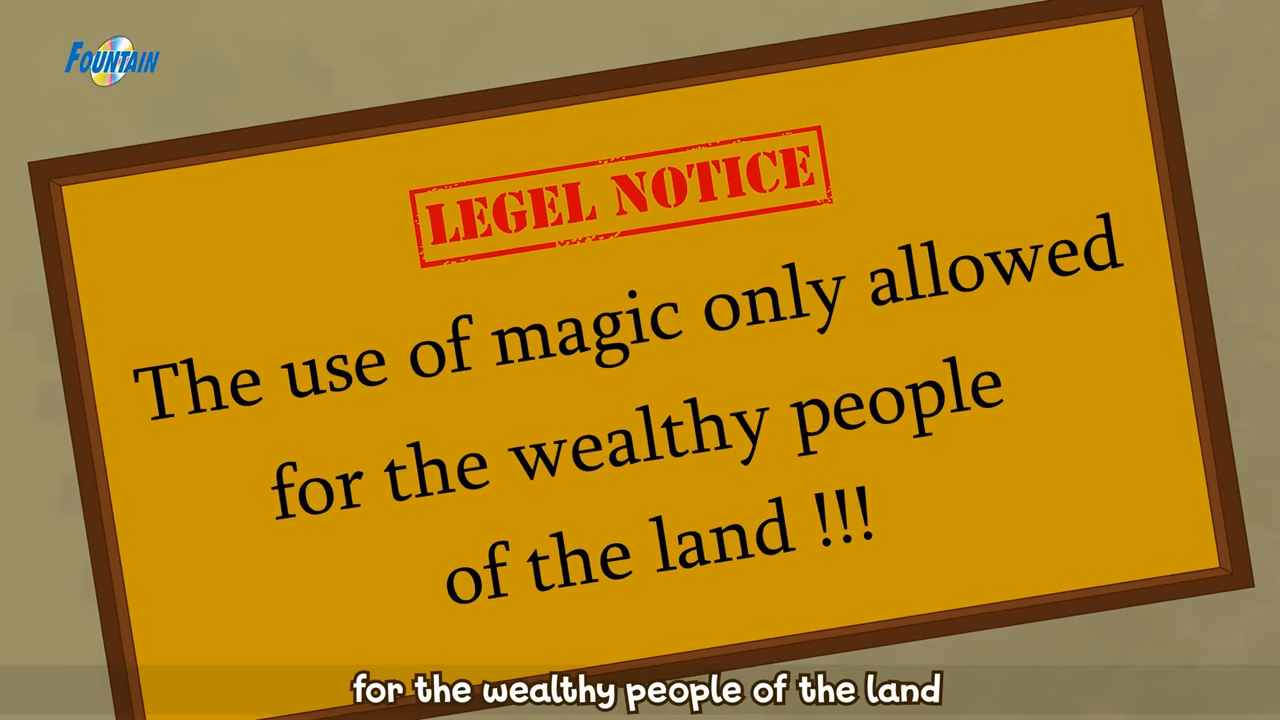 FOUNTAIN
LEGEL NOTICE
The use of magic only allowed
for the wealthy people
of the land !!!
for the wealthy people of the land